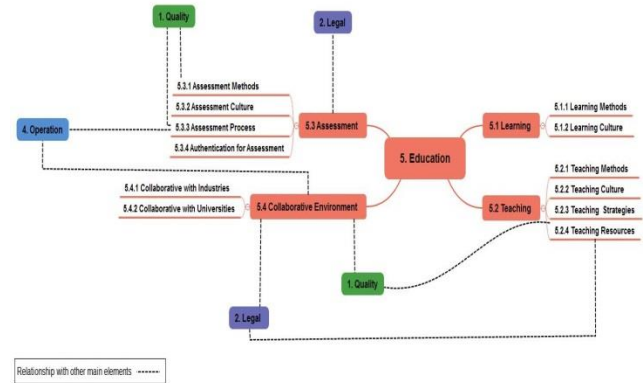 1. Quality
2. Legal
5.3.1 Assessment Methods
5.3.2 Assessment Culture
5.3.3 Assessment Process
5.3.4 Authentication for Assessment
4. Operation
5.3 Assessment
5.1 Learning
5.1.1 Learning Methods
5.1.2 Learning Culture
5. Education
5.4.1 Collaborative with Industries
5.4.2 Collaborative with Universities
5.4 Collaborative Environment
5.2 Teaching
5.2.1 Teaching Methods
5.2.2 Teaching Culture
5.2.3 Teaching Strategies
5.2.4 Teaching Resources
1. Quality
2. Legal
Relationship with other main elements